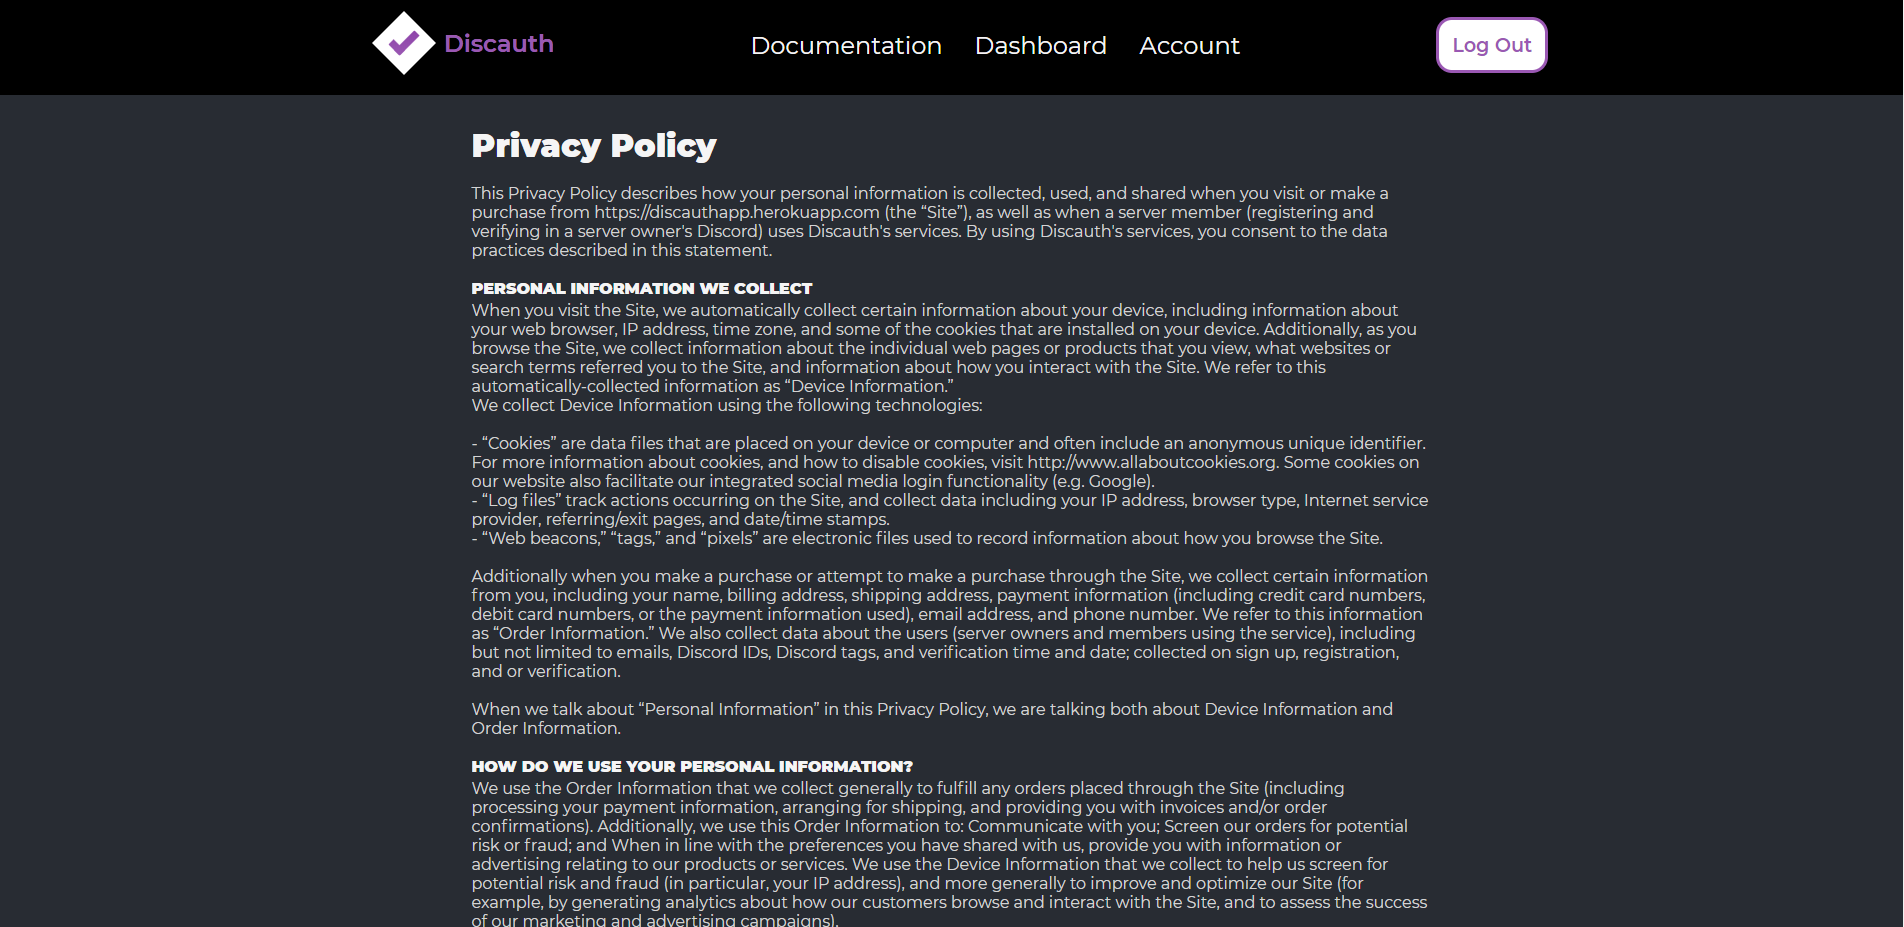 Discauth
Documentation
Dashboard
Account
Log Out
Privacy Policy
This Privacy Policy describes how your personal information is collected, used, and shared when you visit or make a
purchase from https://discauthapp.herokuapp.com (the “Site”), as well as when a server member (registering and
verifying in a server owner's Discord) uses Discauth's services. By using Discauth's services, you consent to the data
practices described in this statement.
PERSONAL INFORMATION WE COLLECT
When you visit the Site, we automatically collect certain information about your device, including information about
your web browser, IP address, time zone, and some of the cookies that are installed on your device. Additionally, as you
browse the Site, we collect information about the individual web pages or products that you view, what websites or
search terms referred you to the Site, and information about how you interact with the Site. We refer to this
automatically-collected information as “Device Information.”
We collect Device Information using the following technologies:
- “Cookies” are data files that are placed on your device or computer and often include an anonymous unique identifier.
For more information about cookies, and how to disable cookies, visit http://www.allaboutcookies.org. Some cookies on
our website also facilitate our integrated social media login functionality (e.g. Google).
- “Log files” track actions occurring on the Site, and collect data including your IP address, browser type, Internet service
provider, referring/exit pages, and date/time stamps.
- “Web beacons,” “tags,” and “pixels” are electronic files used to record information about how you browse the Site.
Additionally when you make a purchase or attempt to make a purchase through the Site, we collect certain information
from you, including your name, billing address, shipping address, payment information (including credit card numbers,
debit card numbers, or the payment information used), email address, and phone number. We refer to this information
as “Order Information.” We also collect data about the users (server owners and members using the service), including
but not limited to emails, Discord IDs, Discord tags, and verification time and date; collected on sign up, registration,
and or verification.
When we talk about “Personal Information” in this Privacy Policy, we are talking both about Device Information and
Order Information.
HOW DO WE USE YOUR PERSONAL INFORMATION?
We use the Order Information that we collect generally to fulfill any orders placed through the Site (including
processing your payment information, arranging for shipping, and providing you with invoices and/or order
confirmations). Additionally, we use this Order Information to: Communicate with you; Screen our orders for potential
risk or fraud; and When in line with the preferences you have shared with us, provide you with information or
advertising relating to our products or services. We use the Device Information that we collect to help us screen for
potential risk and fraud (in particular, your IP address), and more generally to improve and optimize our Site (for
example, by generating analytics about how our customers browse and interact with the Site, and to assess the success
of our marketing and advertising campaigns).